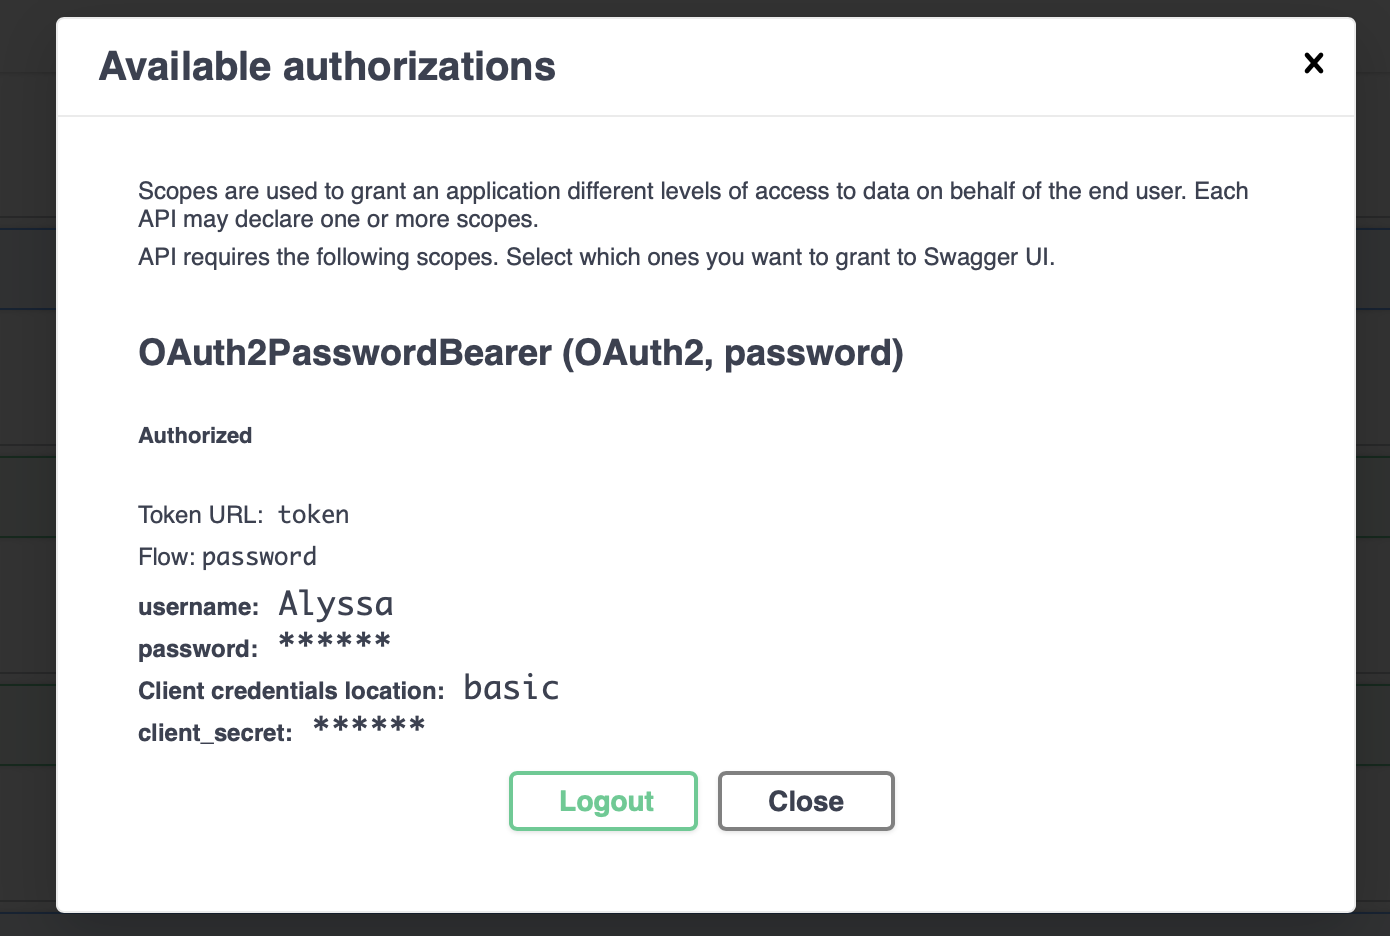 Available authorizations
Scopes are used to grant an application different levels of access to data on behalf of the end user. Each
API may declare one or more scopes.
API requires the following scopes. Select which ones you want to grant to Swagger UI.
OAuth2PasswordBearer (OAuth2, password)
Authorized
Token URL: token
Flow: password
username: Alyssa
password: ******
Client credentials location: basic
client_secret: ******
Logout Close